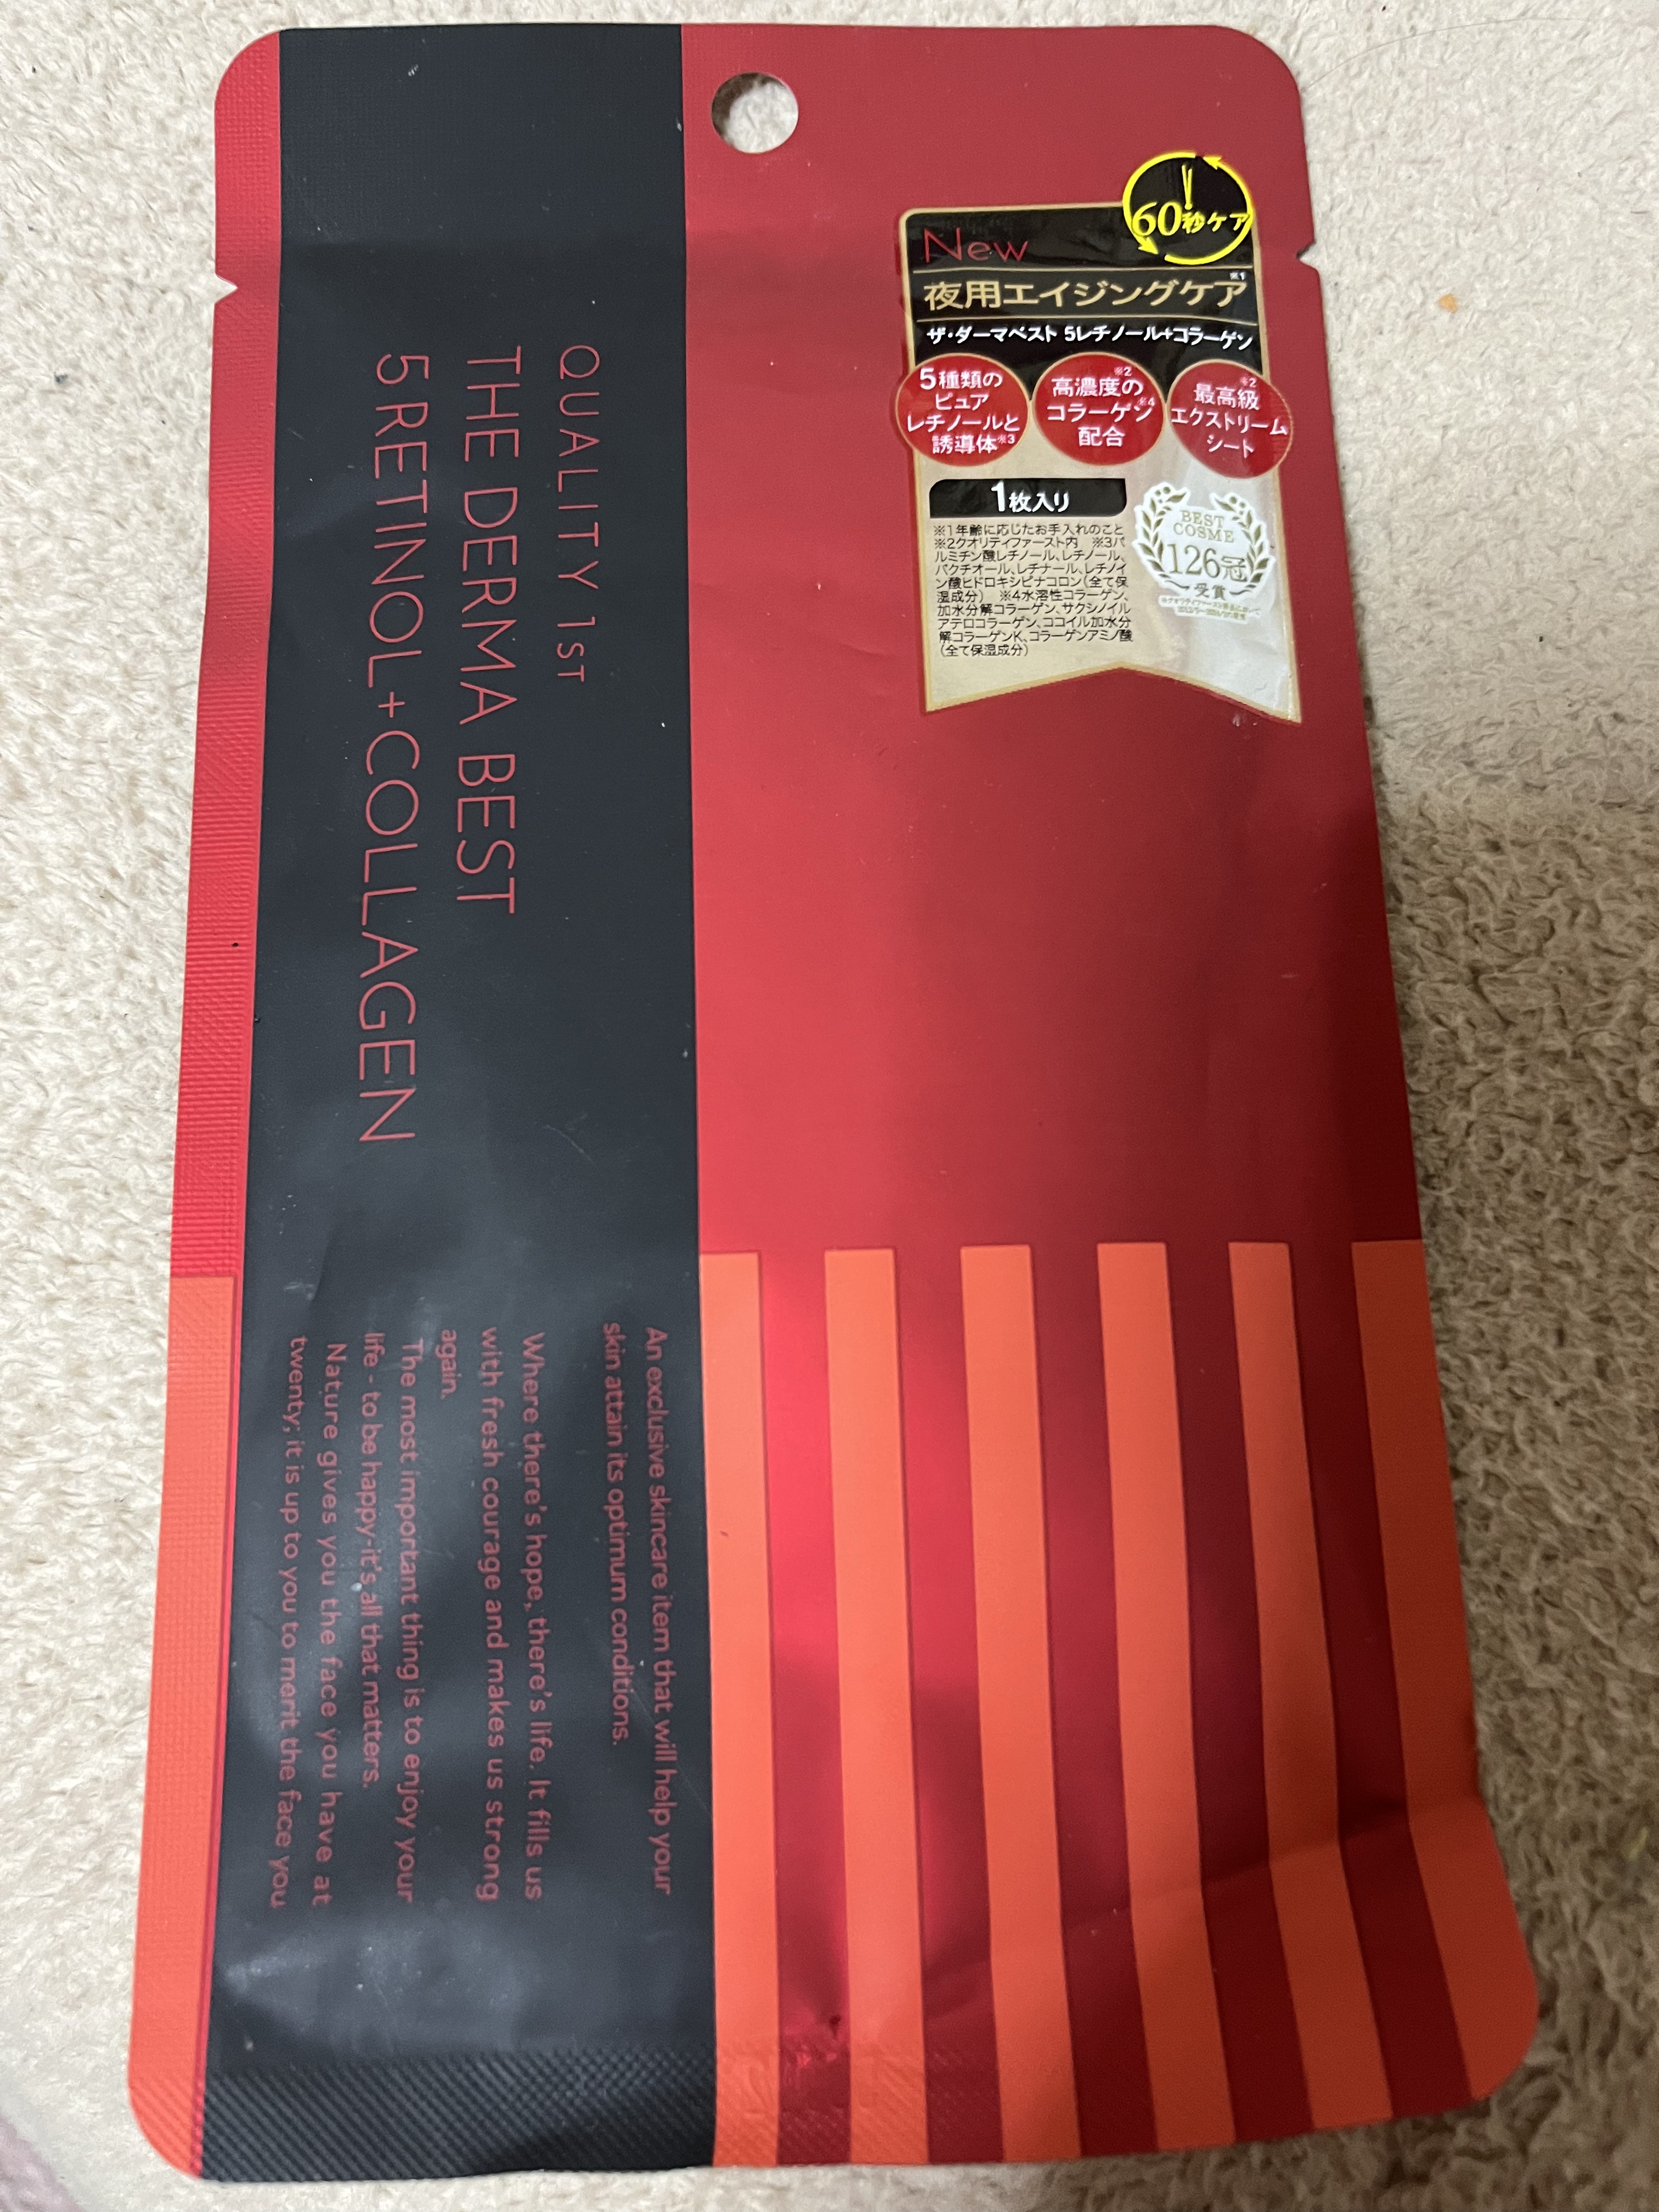 QUALITY 1ST
THE DERMA BEST
5 RETINOL+COLLAGEN
An exclusive skincare item that will help your
skin attain its optimum conditions.
Where there's hope, there's life. It fills us
with fresh courage and makes us strong
again.
The most important thing is to enjoy your
life - to be happy-it's all that matters.
Nature gives you the face you have at
twenty; it is up to you to merit the face you
60秒ケア
New
夜用エイジングケア※1
ザ・ダーマベスト 5レチノール+コラーゲン
5種類の
ピュア
レチノールと
誘導体※3
高濃度の※2
コラーゲン※4
配合
最高級※2
エクストリーム
シート
1枚入り
※1年齢に応じたお手入れのこと
※2クオリティファースト内 ※3パ
ルミチン酸レチノール、レチノール、
バクチオール、レチナール、レチノイ
ン酸ヒドロキシピナコロン(全て保
湿成分) ※4水溶性コラーゲン、
加水分解コラーゲン、サクシノイル
アテロコラーゲン、ココイル加水分
解コラーゲンK、コラーゲンアミノ酸
(全て保湿成分)
BEST
COSME
126冠
受賞